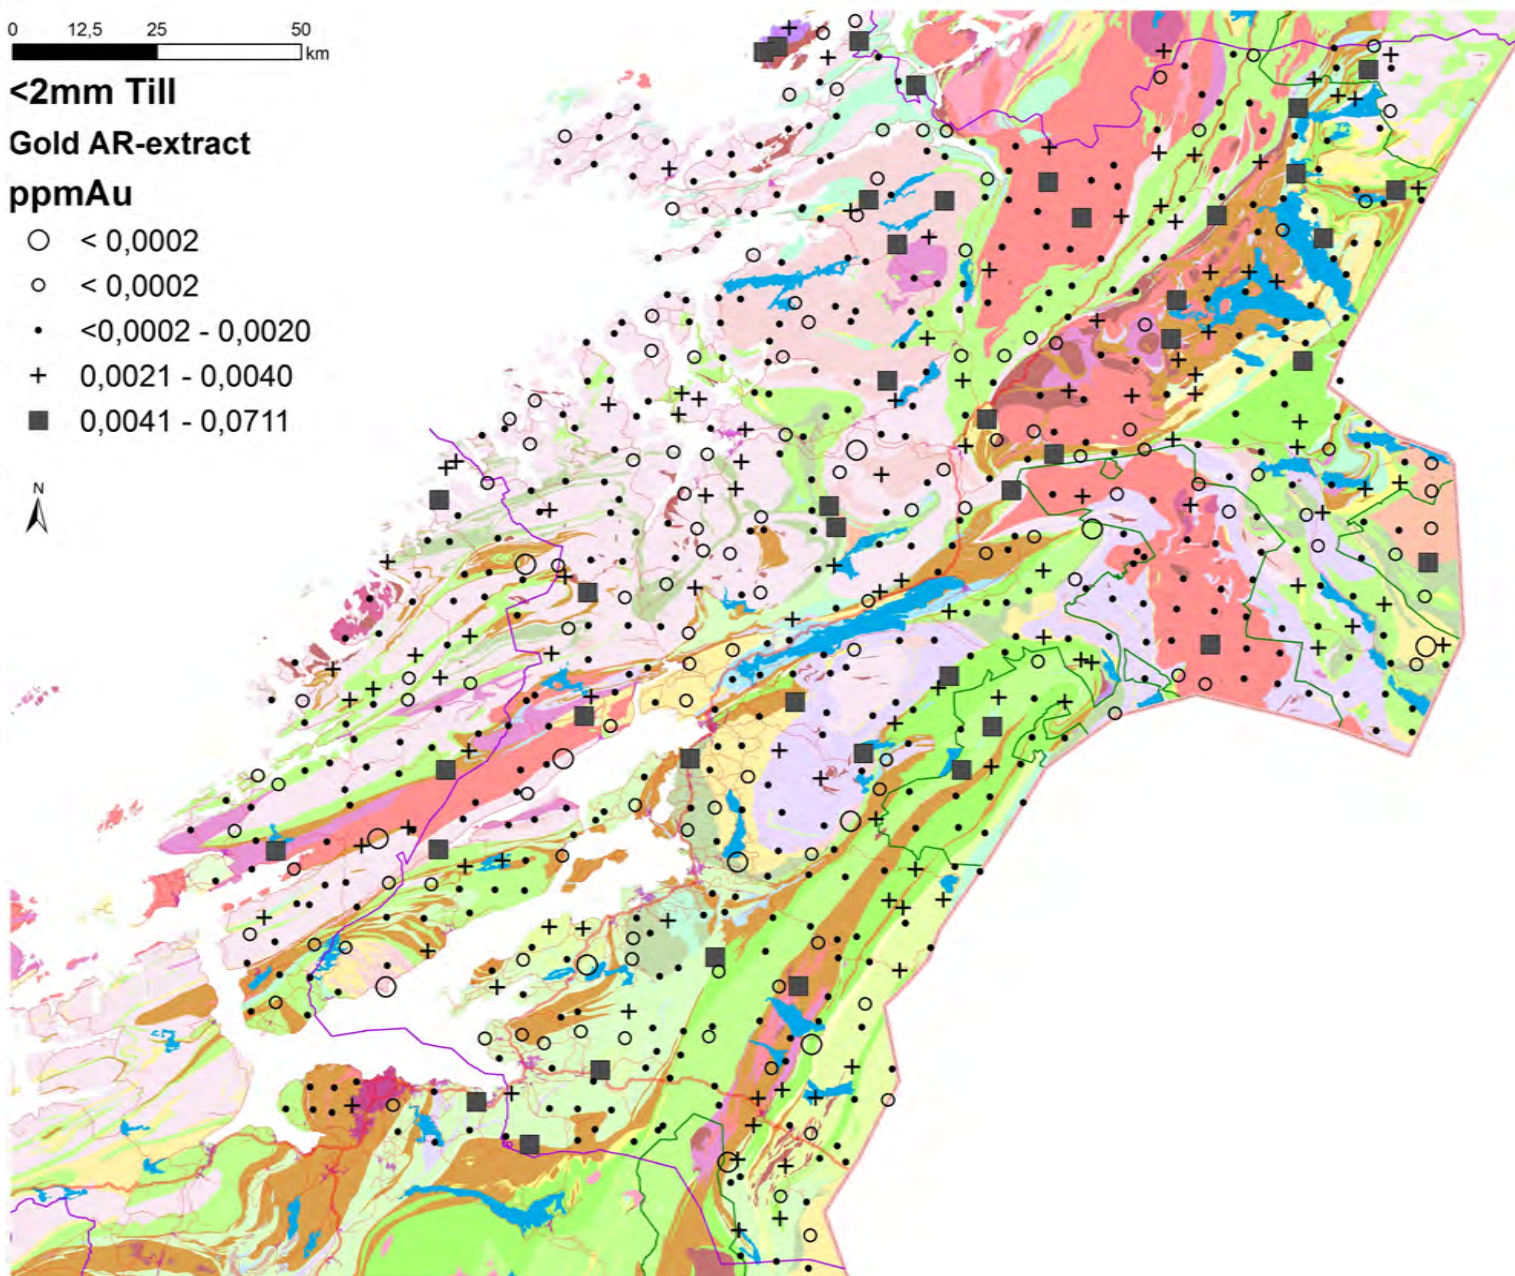 0 12,5 25 50
km
<2mm Till
Gold AR-extract
ppmAu
< 0,0002
< 0,0002
<0,0002 - 0,0020
0,0021 - 0,0040
0,0041 - 0,0711
N